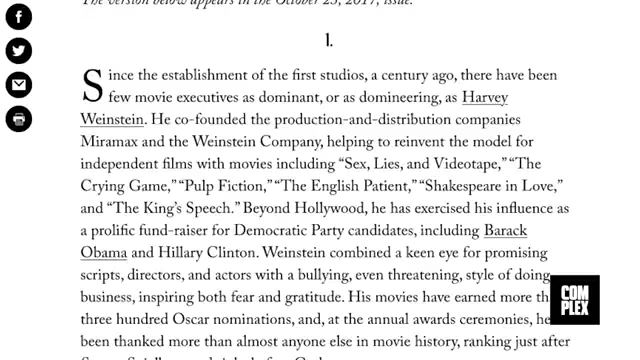 The version below appears in the October 23, 2017, issue.
1.
Since the establishment of the first studios, a century ago, there have been
few movie executives as dominant, or as domineering, as Harvey
Weinstein. He co-founded the production-and-distribution companies
Miramax and the Weinstein Company, helping to reinvent the model for
independent films with movies including “Sex, Lies, and Videotape,” “The
Crying Game,” “Pulp Fiction,” “The English Patient,” “Shakespeare in Love,”
and “The King’s Speech.” Beyond Hollywood, he has exercised his influence as
a prolific fund-raiser for Democratic Party candidates, including Barack
Obama and Hillary Clinton. Weinstein combined a keen eye for promising
scripts, directors, and actors with a bullying, even threatening, style of doing
business, inspiring both fear and gratitude. His movies have earned more
three hundred Oscar nominations, and, at the annual awards ceremonies, he
been thanked more than almost anyone else in movie history, ranking just after
COM
PLEX